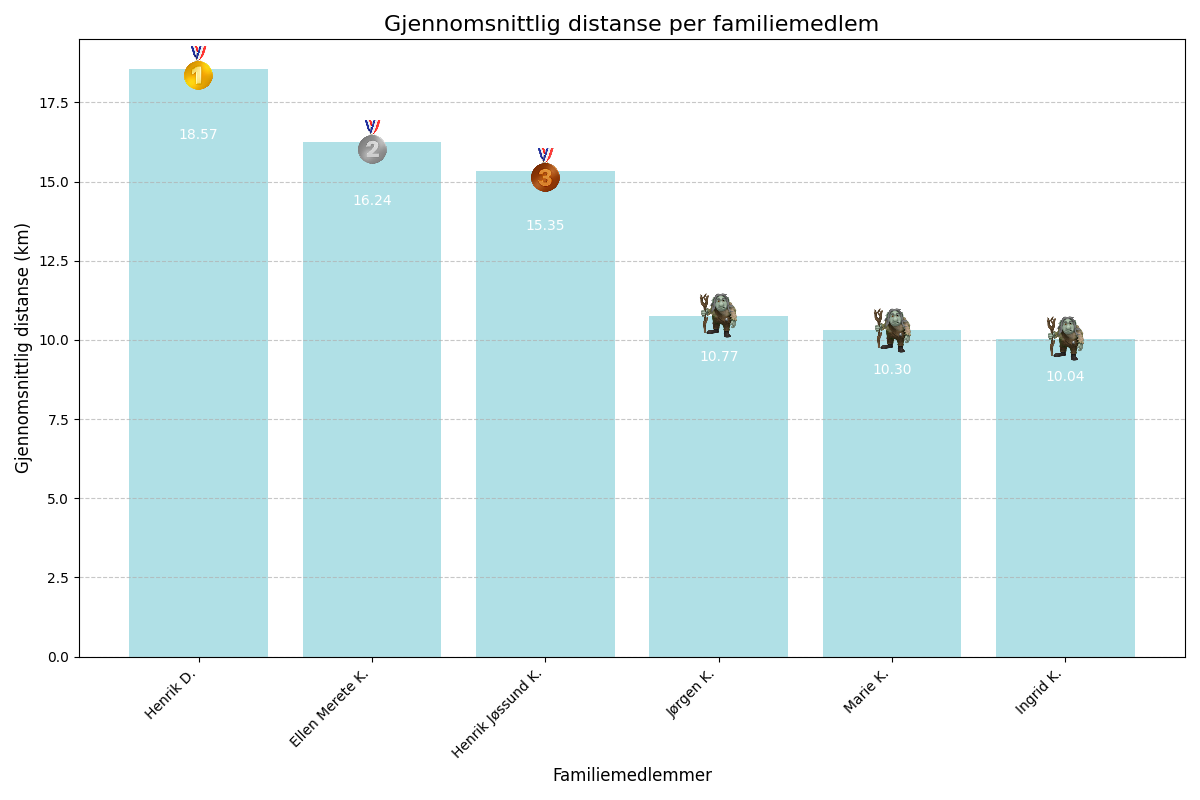 Gjennomsnittlig distanse per familiemedlem
Gjennomsnittlig distanse (km)
17.5
15.0
12.5
10.0
7.5
5.0
2.5
0.0
1
2
3
18.57
16.24
15.35
10.77
10.30
10.04
Henrik D.
Ellen Merete K.
Henrik Jøssund K.
Jørgen K.
Marie K.
Ingrid K.
Familiemedlemmer